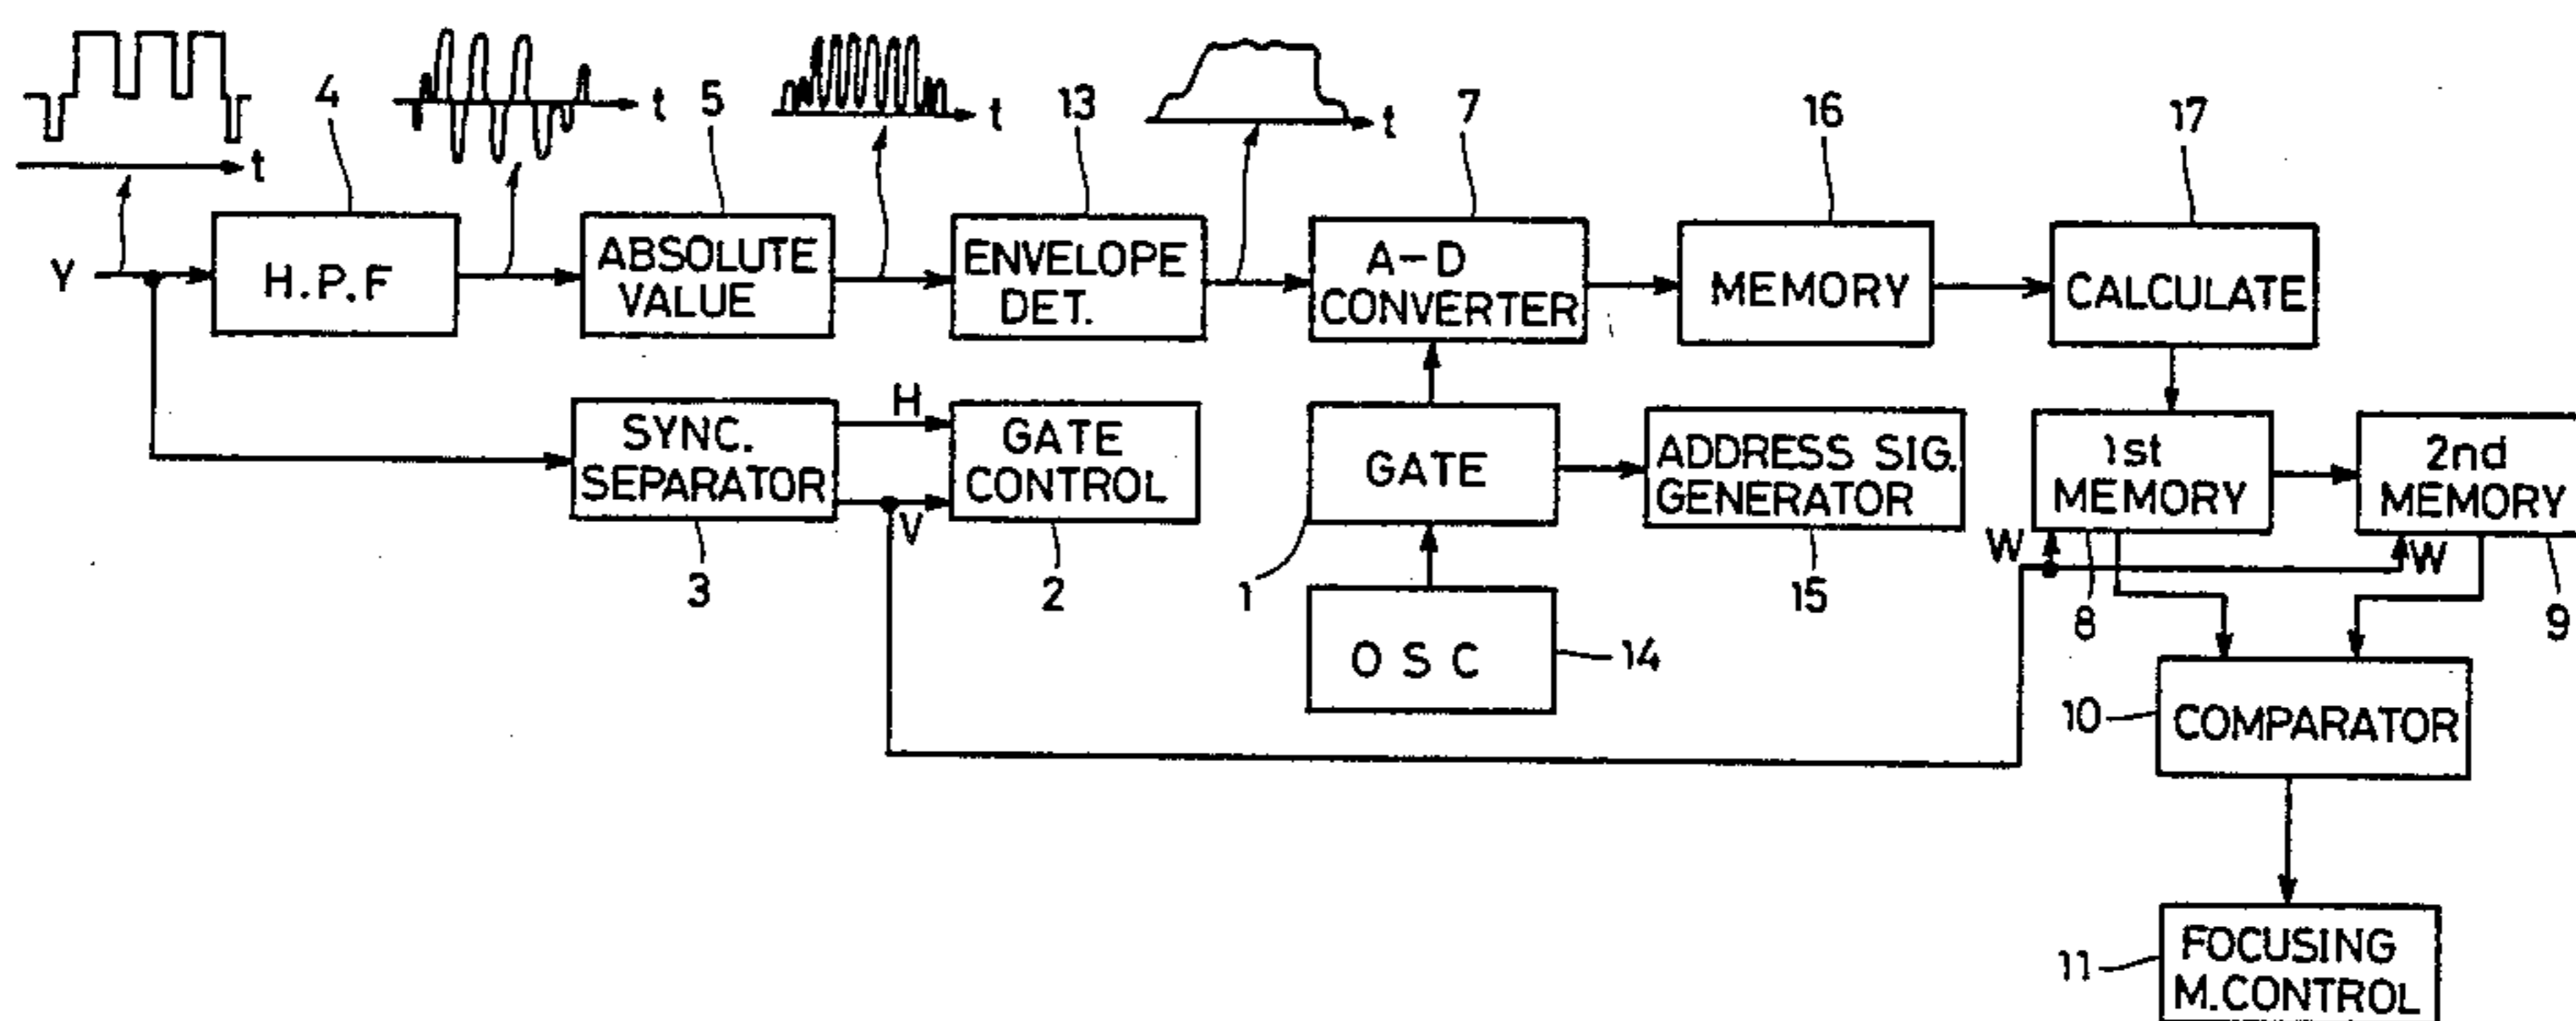 t
4
t
5
t
13
t
7
16
17
Y
H.P.F
ABSOLUTE
VALUE
ENVELOPE
DET.
A-D
CONVERTER
MEMORY
CALCULATE
SYNC.
SEPARATOR
H
V
GATE
CONTROL
GATE
ADDRESS SIG.
GENERATOR
1st
MEMORY
2nd
MEMORY
3
2
1
15
W
W
8
9
O S C
14
10
COMPARATOR
11
FOCUSING
M.CONTROL